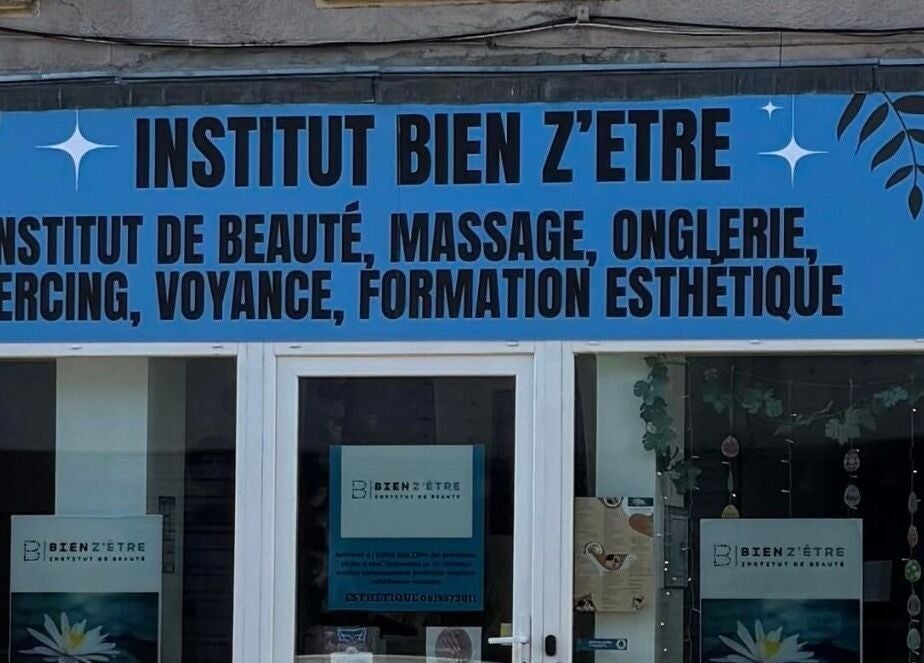 INSTITUT BIEN Z'ETRE
NSTITUT DE BEAUTÉ, MASSAGE, ONGLERIE,
ERCING, VOYANCE, FORMATION ESTHÉTIQUE
B BIEN Z'ÊTRE
INSTITUT DE BEAUTÉ
ESTHÉTIQUE
B BIEN Z'ÊTRE
INSTITUT DE BEAUTÉ
B BIEN Z'ÊTRE
INSTITUT DE BEAUTÉ